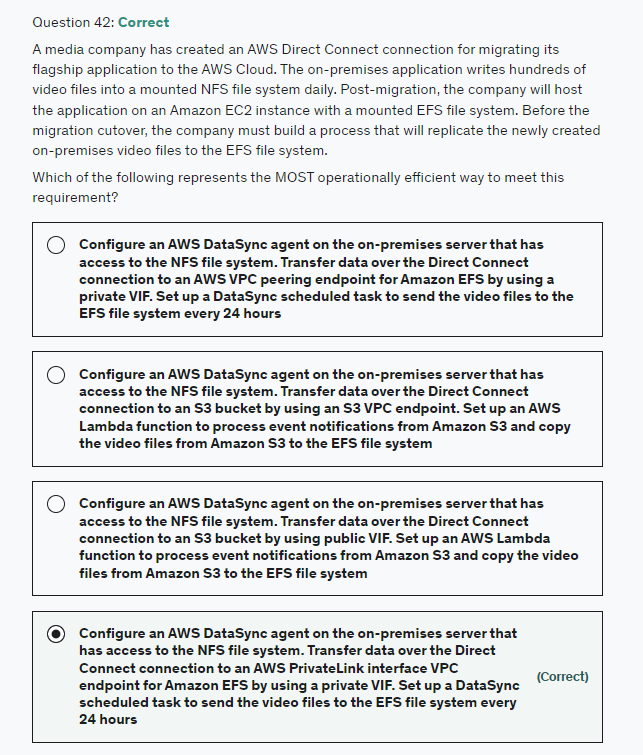 Question 42: Correct
A media company has created an AWS Direct Connect connection for migrating its
flagship application to the AWS Cloud. The on-premises application writes hundreds of
video files into a mounted NFS file system daily. Post-migration, the company will host
the application on an Amazon EC2 instance with a mounted EFS file system. Before the
migration cutover, the company must build a process that will replicate the newly created
on-premises video files to the EFS file system.
Which of the following represents the MOST operationally efficient way to meet this
requirement?
Configure an AWS DataSync agent on the on-premises server that has
access to the NFS file system. Transfer data over the Direct Connect
connection to an AWS VPC peering endpoint for Amazon EFS by using a
private VIF. Set up a DataSync scheduled task to send the video files to the
EFS file system every 24 hours
Configure an AWS DataSync agent on the on-premises server that has
access to the NFS file system. Transfer data over the Direct Connect
connection to an S3 bucket by using an S3 VPC endpoint. Set up an AWS
Lambda function to process event notifications from Amazon S3 and copy
the video files from Amazon S3 to the EFS file system
Configure an AWS DataSync agent on the on-premises server that has
access to the NFS file system. Transfer data over the Direct Connect
connection to an S3 bucket by using public VIF. Set up an AWS Lambda
function to process event notifications from Amazon S3 and copy the video
files from Amazon S3 to the EFS file system
Configure an AWS DataSync agent on the on-premises server that
has access to the NFS file system. Transfer data over the Direct
Connect connection to an AWS PrivateLink interface VPC
endpoint for Amazon EFS by using a private VIF. Set up a DataSync
scheduled task to send the video files to the EFS file system every
24 hours
(Correct)